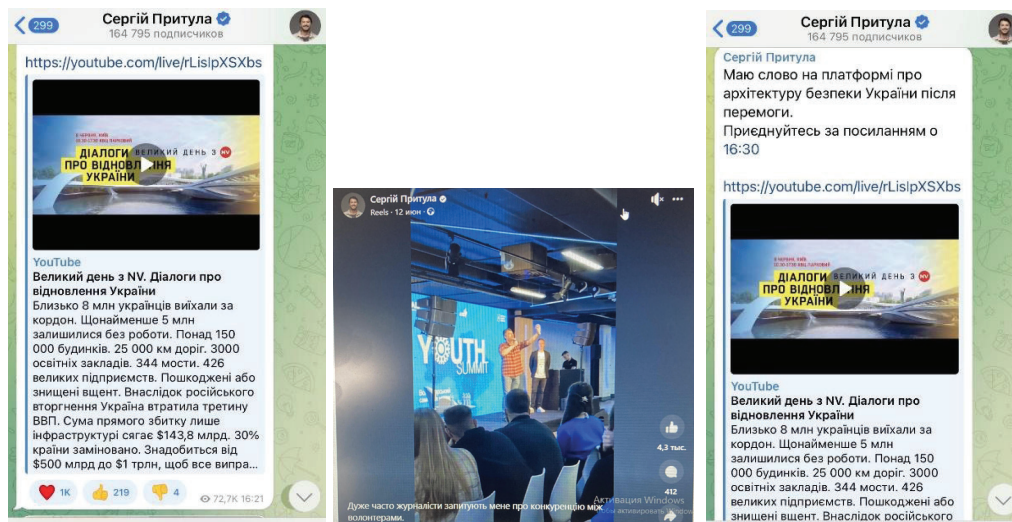 299
Сергій Притула
164 795 подписчиков
https://youtube.com/live/rLislpXSXbs
ДІАЛОГИ
ПРО ВІДНОВЛЕННЯ
УКРАЇНИ
ВЕЛИКИЙ ДЕНЬ З NV
YouTube
Великий день з NV. Діалоги про
відновлення України
Близько 8 млн українців виїхали за
кордон. Щонайменше 5 млн
залишилися без роботи. Понад 150
000 будинків. 25 000 км доріг. 3000
освітніх закладів. 344 мости. 426
великих підприємств. Пошкоджені або
знищені вщент. Внаслідок російського
вторгнення Україна втратила третину
ВВП. Сума прямого збитку лише
інфраструктурі сягає $143,8 млрд. 30%
країни заміновано. Знадобиться від
$500 млрд до $1 трлн, щоб все випра...
1K
219
4
72,7K 16:21
Сергій Притула
Reels · 12 июн ·
YOUTH
SUMMIT
4,3 тыс.
412
Активация Windows
Дуже часто журналісти запитують мене про конкуренцію між
волонтерами.
299
Сергій Притула
164 795 подписчиков
Сергій Притула
Маю слово на платформі про
архітектуру безпеки України після
перемоги.
Приєднуйтесь за посиланням о
16:30
https://youtube.com/live/rLislpXSXbs
ДІАЛОГИ
ПРО ВІДНОВЛЕННЯ
УКРАЇНИ
ВЕЛИКИЙ ДЕНЬ З NV
YouTube
Великий день з NV. Діалоги про
відновлення України
Близько 8 млн українців виїхали за
кордон. Щонайменше 5 млн
залишилися без роботи. Понад 150
000 будинків. 25 000 км доріг. 3000
освітніх закладів. 344 мости. 426
великих підприємств. Пошкоджені або
знищені вщент. Внаслідок російського